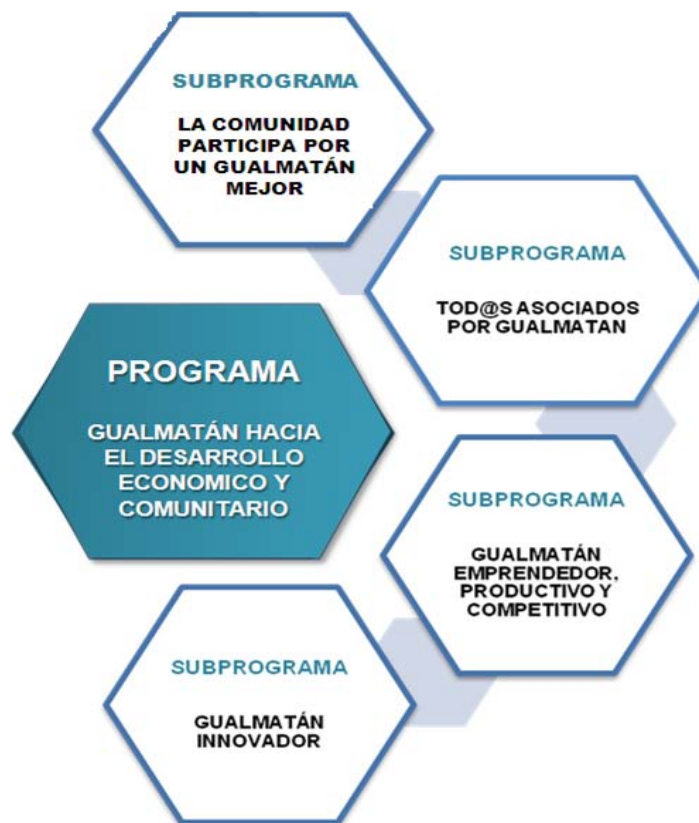 SUBPROGRAMA
LA COMUNIDAD
PARTICIPA POR
UN GUALMATÁN
MEJOR
SUBPROGRAMA
TOD@S ASOCIADOS
POR GUALMATAN
PROGRAMA
GUALMATÁN HACIA
EL DESARROLLO
ECONOMICO Y
COMUNITARIO
SUBPROGRAMA
GUALMATÁN
EMPRENDEDOR,
PRODUCTIVO Y
COMPETITIVO
SUBPROGRAMA
GUALMATÁN
INNOVADOR